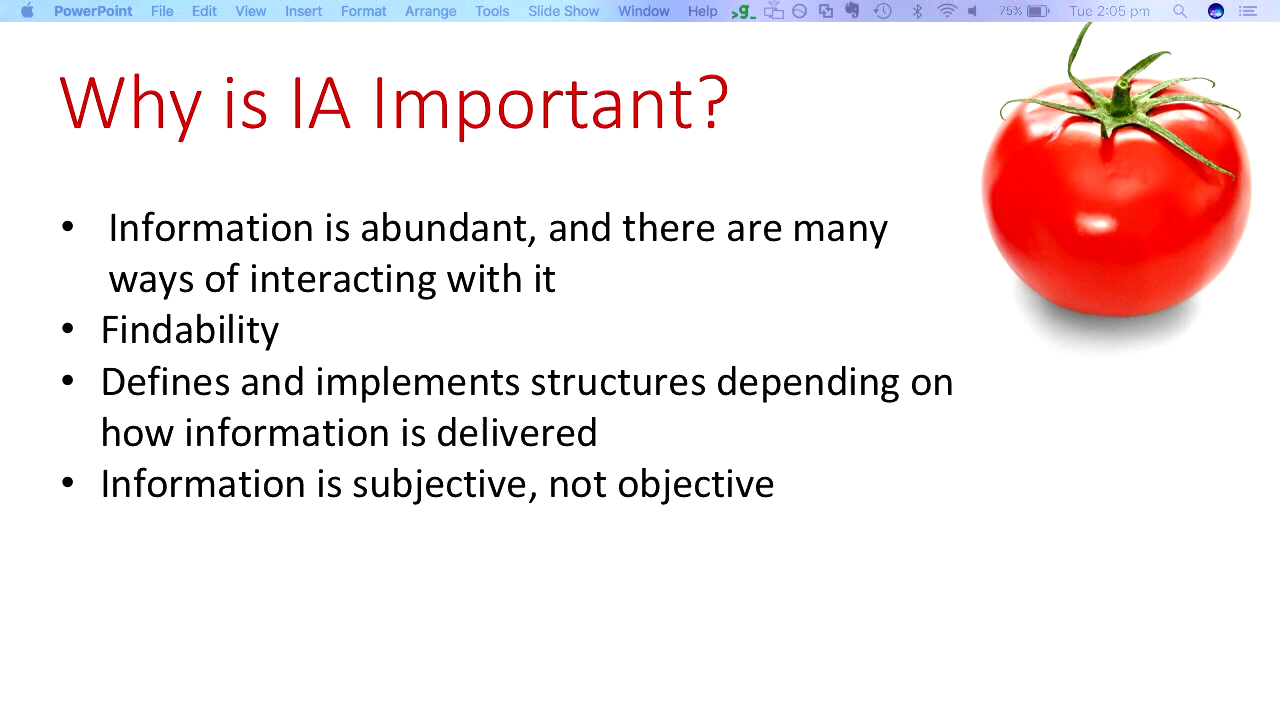 PowerPoint File Edit View Insert Format Arrange Tools Slide Show Window Help >g_ 75% Tue 2:05 pm
Why is IA Important?
• Information is abundant, and there are many
ways of interacting with it
• Findability
• Defines and implements structures depending on
how information is delivered
• Information is subjective, not objective